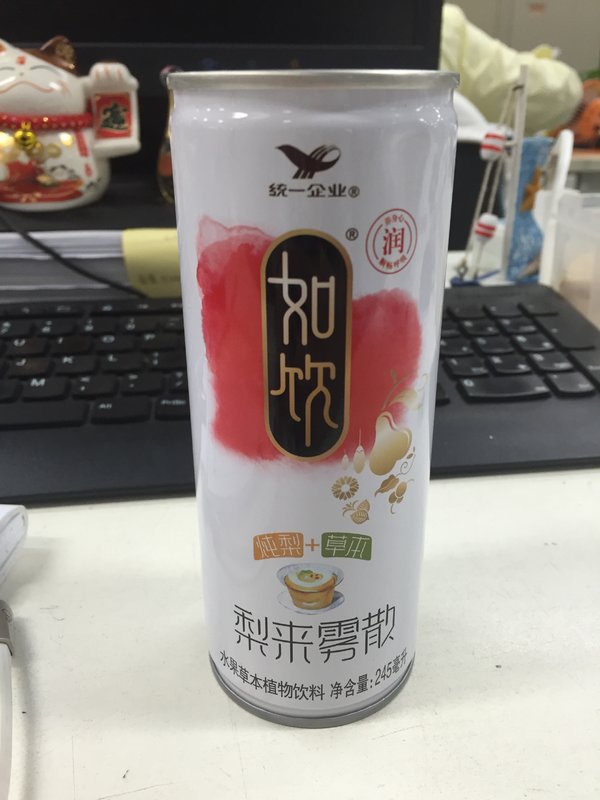 统一企业®
®
润
如饮
炖梨+草本
梨来雾散
水果草本植物饮料 净含量:245毫升